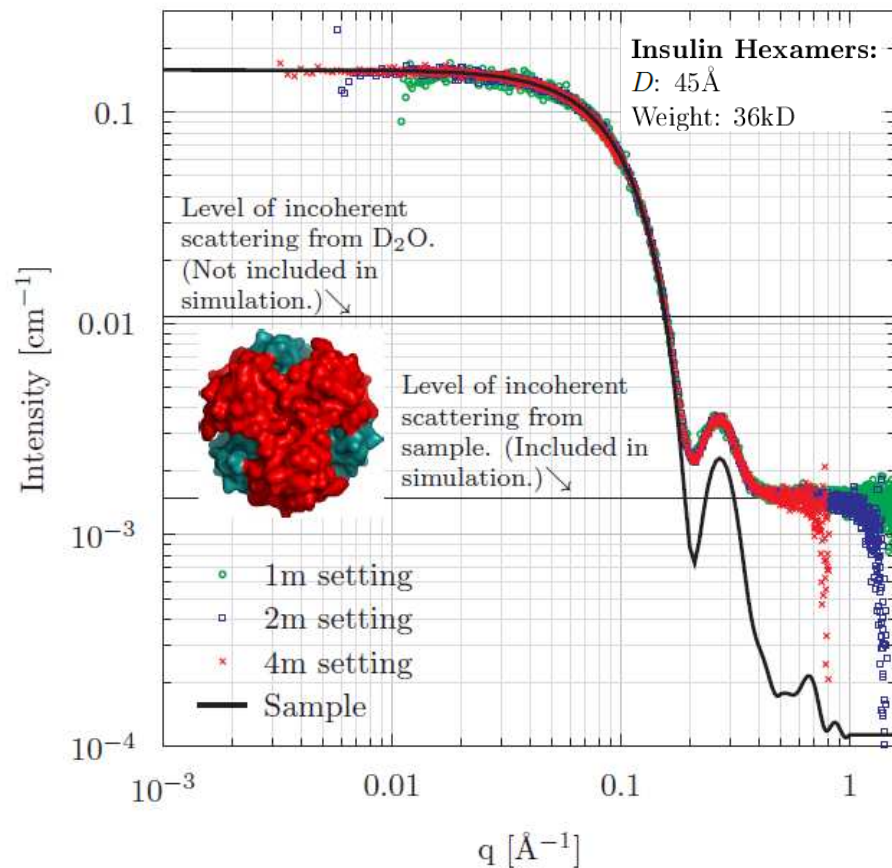 Insulin Hexamers:
D: 45Å
Weight: 36kD
0.1
Level of incoherent
scattering from D₂O.
(Not included in
simulation.)↘
0.01
Level of incoherent
scattering from
sample. (Included in
simulation.)↘
Intensity [cm⁻¹]
10⁻³
1m setting
2m setting
4m setting
Sample
10⁻⁴
10⁻³
0.01
0.1
1
q [Å⁻¹]